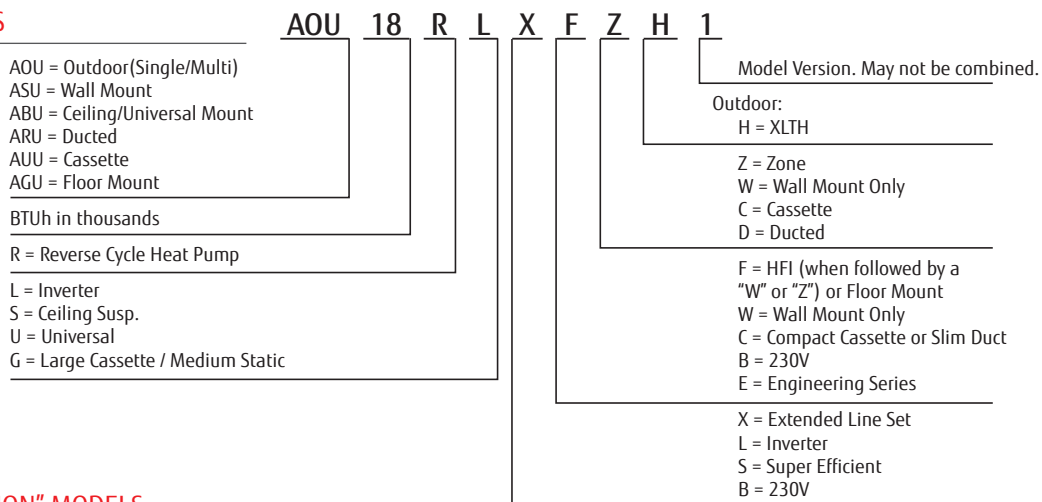 S
AOU 18 R L X F Z H 1
AOU = Outdoor(Single/Multi)
ASU = Wall Mount
ABU = Ceiling/Universal Mount
ARU = Ducted
AUU = Cassette
AGU = Floor Mount
BTUh in thousands
R = Reverse Cycle Heat Pump
L = Inverter
S = Ceiling Susp.
U = Universal
G = Large Cassette / Medium Static
Model Version. May not be combined.
Outdoor:
H = XLTH
Z = Zone
W = Wall Mount Only
C = Cassette
D = Ducted
F = HFI (when followed by a
“W” or “Z”) or Floor Mount
W = Wall Mount Only
C = Compact Cassette or Slim Duct
B = 230V
E = Engineering Series
X = Extended Line Set
L = Inverter
S = Super Efficient
B = 230V
ON” MODELS